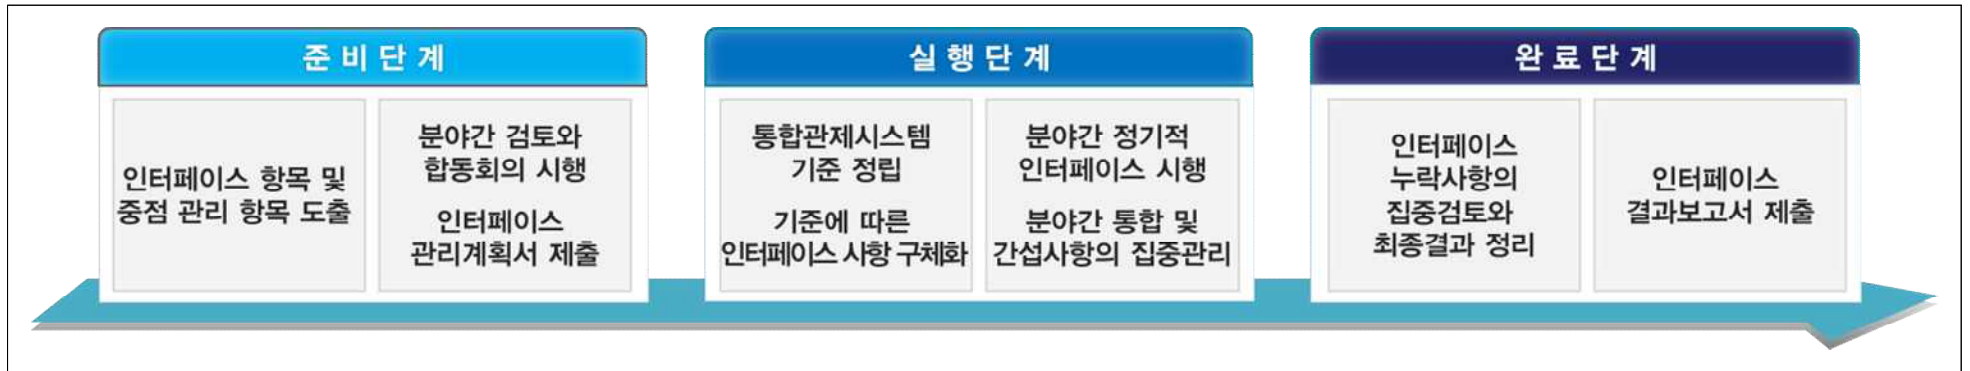 준비단계
인터페이스 항목 및
중점 관리 항목 도출
분야간 검토와
합동회의 시행
인터페이스
관리계획서 제출
실행단계
통합관제시스템
기준 정립
기준에 따른
인터페이스 사항 구체화
분야간 정기적
인터페이스 시행
분야간 통합 및
간섭사항의 집중관리
완료단계
인터페이스
누락사항의
집중검토와
최종결과 정리
인터페이스
결과보고서 제출